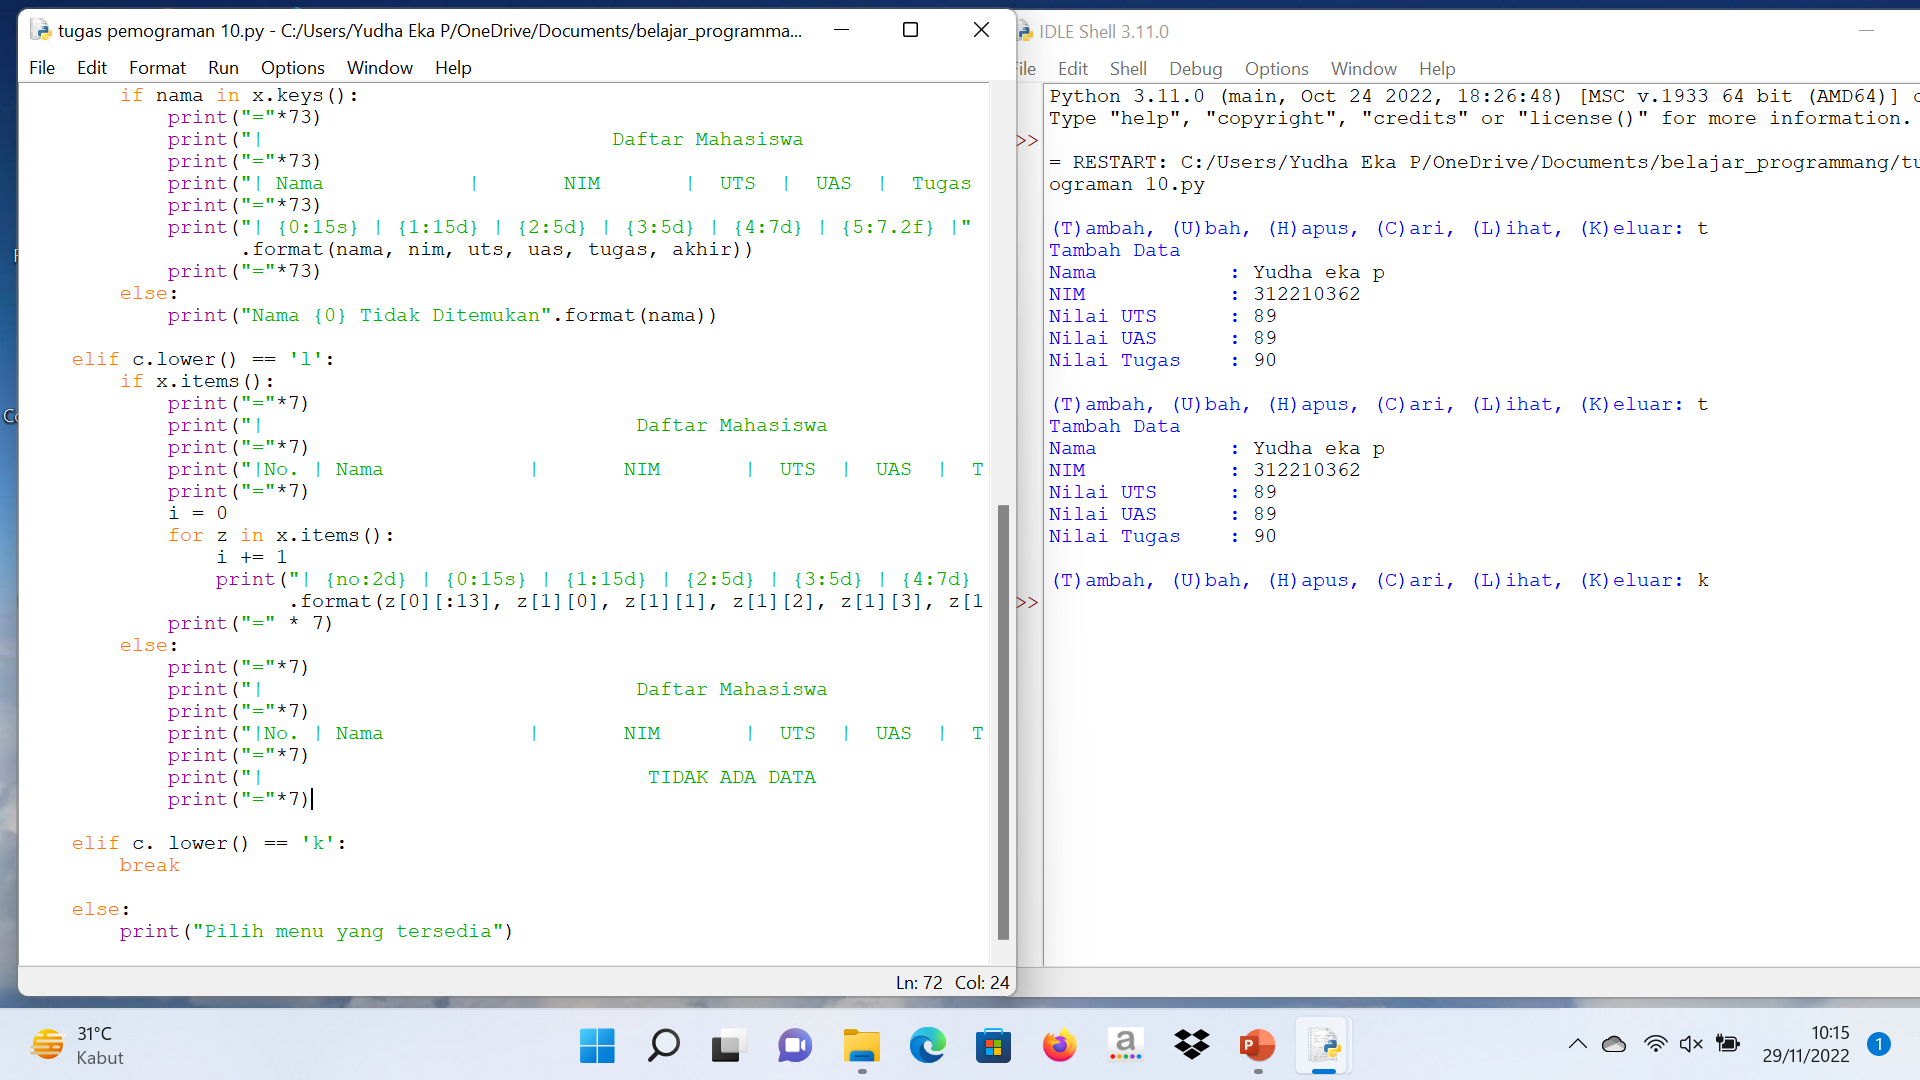 tugas pemograman 10.py - C:/Users/Yudha Eka P/OneDrive/Documents/belajar_programma...
File Edit Format Run Options Window Help
if nama in x.keys():
print("="*73)
print("| Daftar Mahasiswa
print("="*73)
print("| Nama | NIM | UTS | UAS | Tugas
print("="*73)
print("| {0:15s} | {1:15d} | {2:5d} | {3:5d} | {4:7d} | {5:7.2f} |"
.format(nama, nim, uts, uas, tugas, akhir))
print("="*73)
else:
print("Nama {0} Tidak Ditemukan".format(nama))
elif c.lower() == 'l':
if x.items():
print("="*7)
print("| Daftar Mahasiswa
print("="*7)
print("|No. | Nama | NIM | UTS | UAS | T
print("="*7)
i = 0
for z in x.items():
i += 1
print("| {no:2d} | {0:15s} | {1:15d} | {2:5d} | {3:5d} | {4:7d}
.format(z[0][:13], z[1][0], z[1][1], z[1][2], z[1][3], z[1
print("=" * 7)
else:
print("="*7)
print("| Daftar Mahasiswa
print("="*7)
print("|No. | Nama | NIM | UTS | UAS | T
print("="*7)
print("| TIDAK ADA DATA
print("="*7)
elif c. lower() == 'k':
break
else:
print("Pilih menu yang tersedia")
Ln: 72 Col: 24
IDLE Shell 3.11.0
ile Edit Shell Debug Options Window Help
Python 3.11.0 (main, Oct 24 2022, 18:26:48) [MSC v.1933 64 bit (AMD64)] o
Type "help", "copyright", "credits" or "license()" for more information.
>>
= RESTART: C:/Users/Yudha Eka P/OneDrive/Documents/belajar_programmang/tu
ograman 10.py
(T)ambah, (U)bah, (H)apus, (C)ari, (L)ihat, (K)eluar: t
Tambah Data
Nama : Yudha eka p
NIM : 312210362
Nilai UTS : 89
Nilai UAS : 89
Nilai Tugas : 90
(T)ambah, (U)bah, (H)apus, (C)ari, (L)ihat, (K)eluar: t
Tambah Data
Nama : Yudha eka p
NIM : 312210362
Nilai UTS : 89
Nilai UAS : 89
Nilai Tugas : 90
(T)ambah, (U)bah, (H)apus, (C)ari, (L)ihat, (K)eluar: k
>>
31°C
Kabut
10:15
29/11/2022
1